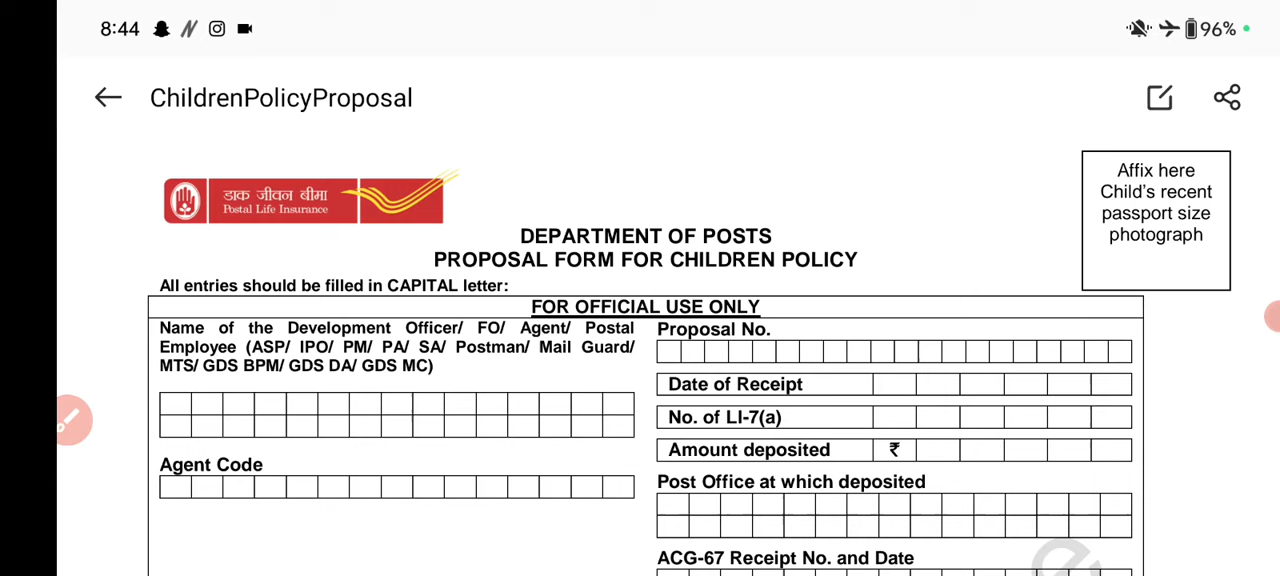 8:44
96%
ChildrenPolicyProposal
Affix here
Child's recent
passport size
photograph
डाक जीवन बीमा
Postal Life Insurance
DEPARTMENT OF POSTS
PROPOSAL FORM FOR CHILDREN POLICY
All entries should be filled in CAPITAL letter:
FOR OFFICIAL USE ONLY
Name of the Development Officer/ FO/ Agent/ Postal
Employee (ASP/ IPO/ PM/ PA/ SA/ Postman/ Mail Guard/
MTS/ GDS BPM/ GDS DA/ GDS MC)
Agent Code
Proposal No.
Date of Receipt
No. of LI-7(a)
Amount deposited ₹
Post Office at which deposited
ACG-67 Receipt No. and Date